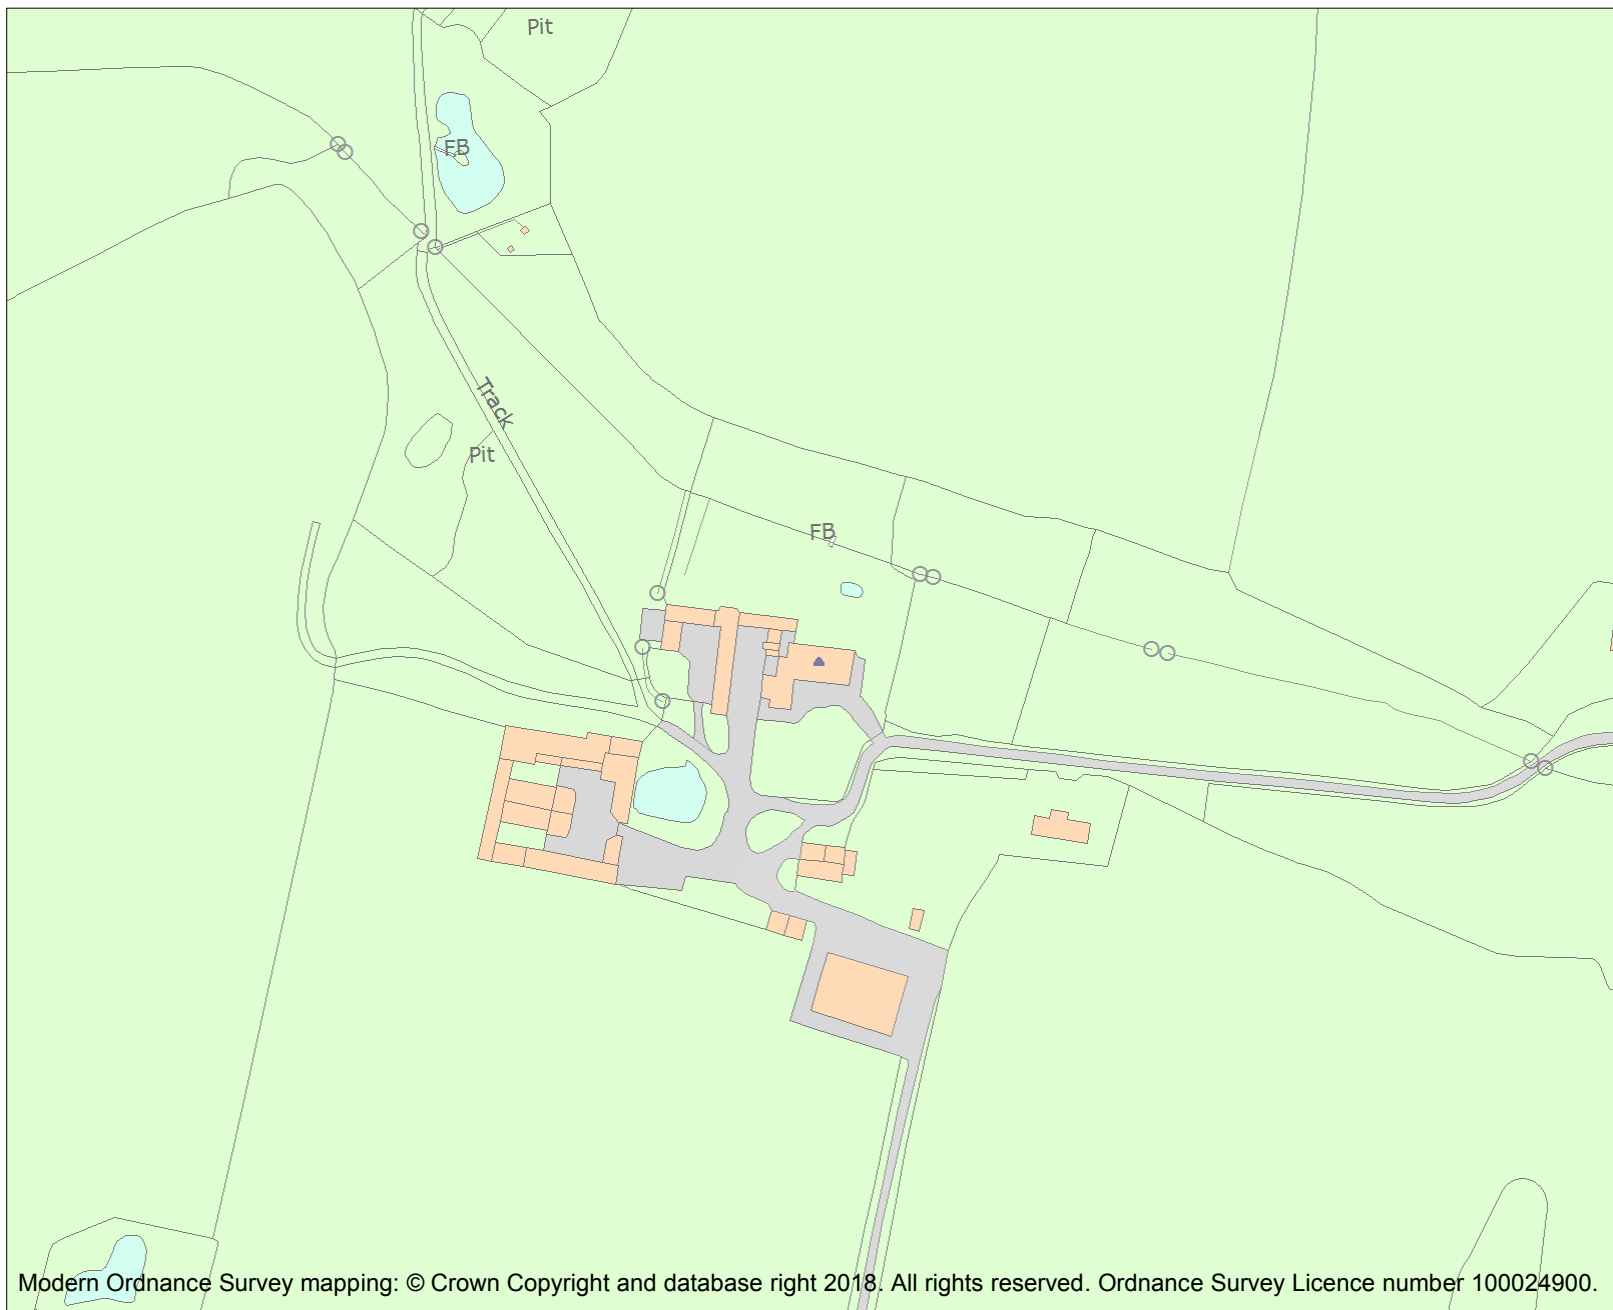 Pit
FB
Track
Pit
FB
Modern Ordnance Survey mapping: © Crown Copyright and database right 2018. All rights reserved. Ordnance Survey Licence number 100024900.